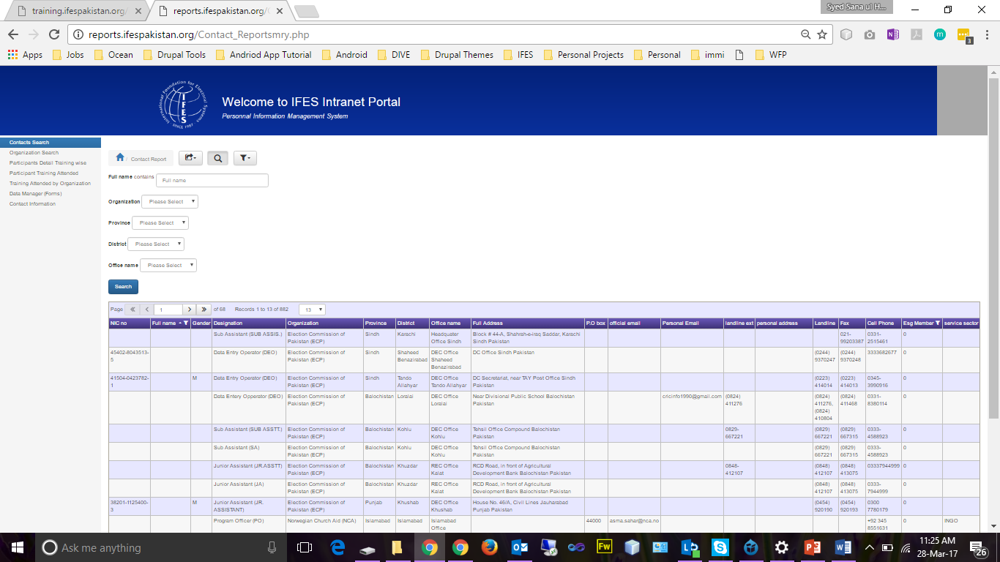 training.ifespakistan.org/
reports.ifespakistan.org/
Syed Sana ul H...
reports.ifespakistan.org/Contact_Reportsmry.php
Apps Jobs Ocean Drupal Tools Andriod App Tutorial Android DIVE Drupal Themes IFES Personal Projects Personal immi WFP
International Foundation for Electoral Systems
IFES
SINCE 1987
Welcome to IFES Intranet Portal
Personnal Information Management System
Contacts Search
Organization Search
Participants Detail Training wise
Participant Training Attended
Training Attended by Organization
Data Manager (Forms)
Contact Information
Contact Report
Full name contains Full name
Organization Please Select
Province Please Select
District Please Select
Office name Please Select
Search
Page 1 of 68 Records 1 to 13 of 882 13
NIC no Full name Gender Designation Organization Province District Office name Full Address P.O box official email Personal Email landline ext personal address Landline Fax Cell Phone Esg Member service sector
Sub Assistant (SUB ASSIS.) Election Commission of Sindh Karachi Headquater Block # 44-A, Shahrah-e-iraq Saddar, Karachi 021- 0331- 0
Pakistan (ECP) Office Sindh Sindh Pakistan 99203387 2515461
45402-8043513- Data Entry Operator (DEO) Election Commission of Sindh Shaheed DEC Office DC Office Sindh Pakistan (0244) (0244) 3333682677 0
5 Pakistan (ECP) Benazirabad Shaheed 9370247 9370248
Benazirabad
41504-0423782- M Data Entry Operator (DEO) Election Commission of Sindh Tando DEC Office DC Secretariat, near TAY Post Office Sindh (0223) (0223) 0345- 0
1 Pakistan (ECP) Allahyar Tando Allahyar Pakistan 414014 414013 3990916
Data Entery Opperator (DEO) Election Commission of Balochistan Loralai DEC Office Near Divisional Public School Balochistan cricinfo1990@gmail.com (0824) (0824) (0824) 0331- 0
Pakistan (ECP) Loralai Pakistan 411276 411276, 411468 8380114
(0824)
410804
Sub Assistant (SUB ASSTT.) Election Commission of Balochistan Kohlu DEC Office Tehsil Office Compound Balochistan 0829- (0829) (0829) 0333- 0
Pakistan (ECP) Kohlu Pakistan 667221 667221 667315 4588923
Sub Assistant (SA) Election Commission of Balochistan Kohlu DEC Office Tehsil Office Compound Balochistan (0829) (0829) 0333- 0
Pakistan (ECP) Kohlu Pakistan 667221 667315 4588923
Junior Assistant (JR.ASSTT) Election Commission of Balochistan Khuzdar REC Office RCD Road, in front of Agricultural 0848- (0848) (0848) 03337944999 0
Pakistan (ECP) Kalat Development Bank Balochistan Pakistan 412107 412107 413075
Junior Assistant (JA) Election Commission of Balochistan Khuzdar REC Office RCD Road, in front of Agricultural (0848) (0848) 0333- 0
Pakistan (ECP) Kalat Development Bank Balochistan Pakistan 412107 413075 7944999
38201-1125400- M Junior Assistant (JR. Election Commission of Punjab Khushab DEC Office House No. 46/A, Civil Lines Jauharabad (0454) (0454) 0300 0
3 ASSISTANT) Pakistan (ECP) Khushab Punjab Pakistan 920190 920193 7780179
Program Officer (PO) Norwegian Church Aid (NCA) Islamabad Islamabad Islamabad 44000 asma.sahar@nca.no +92 345 0 INGO
Office 8551631
Ask me anything
11:25 AM
28-Mar-17
26